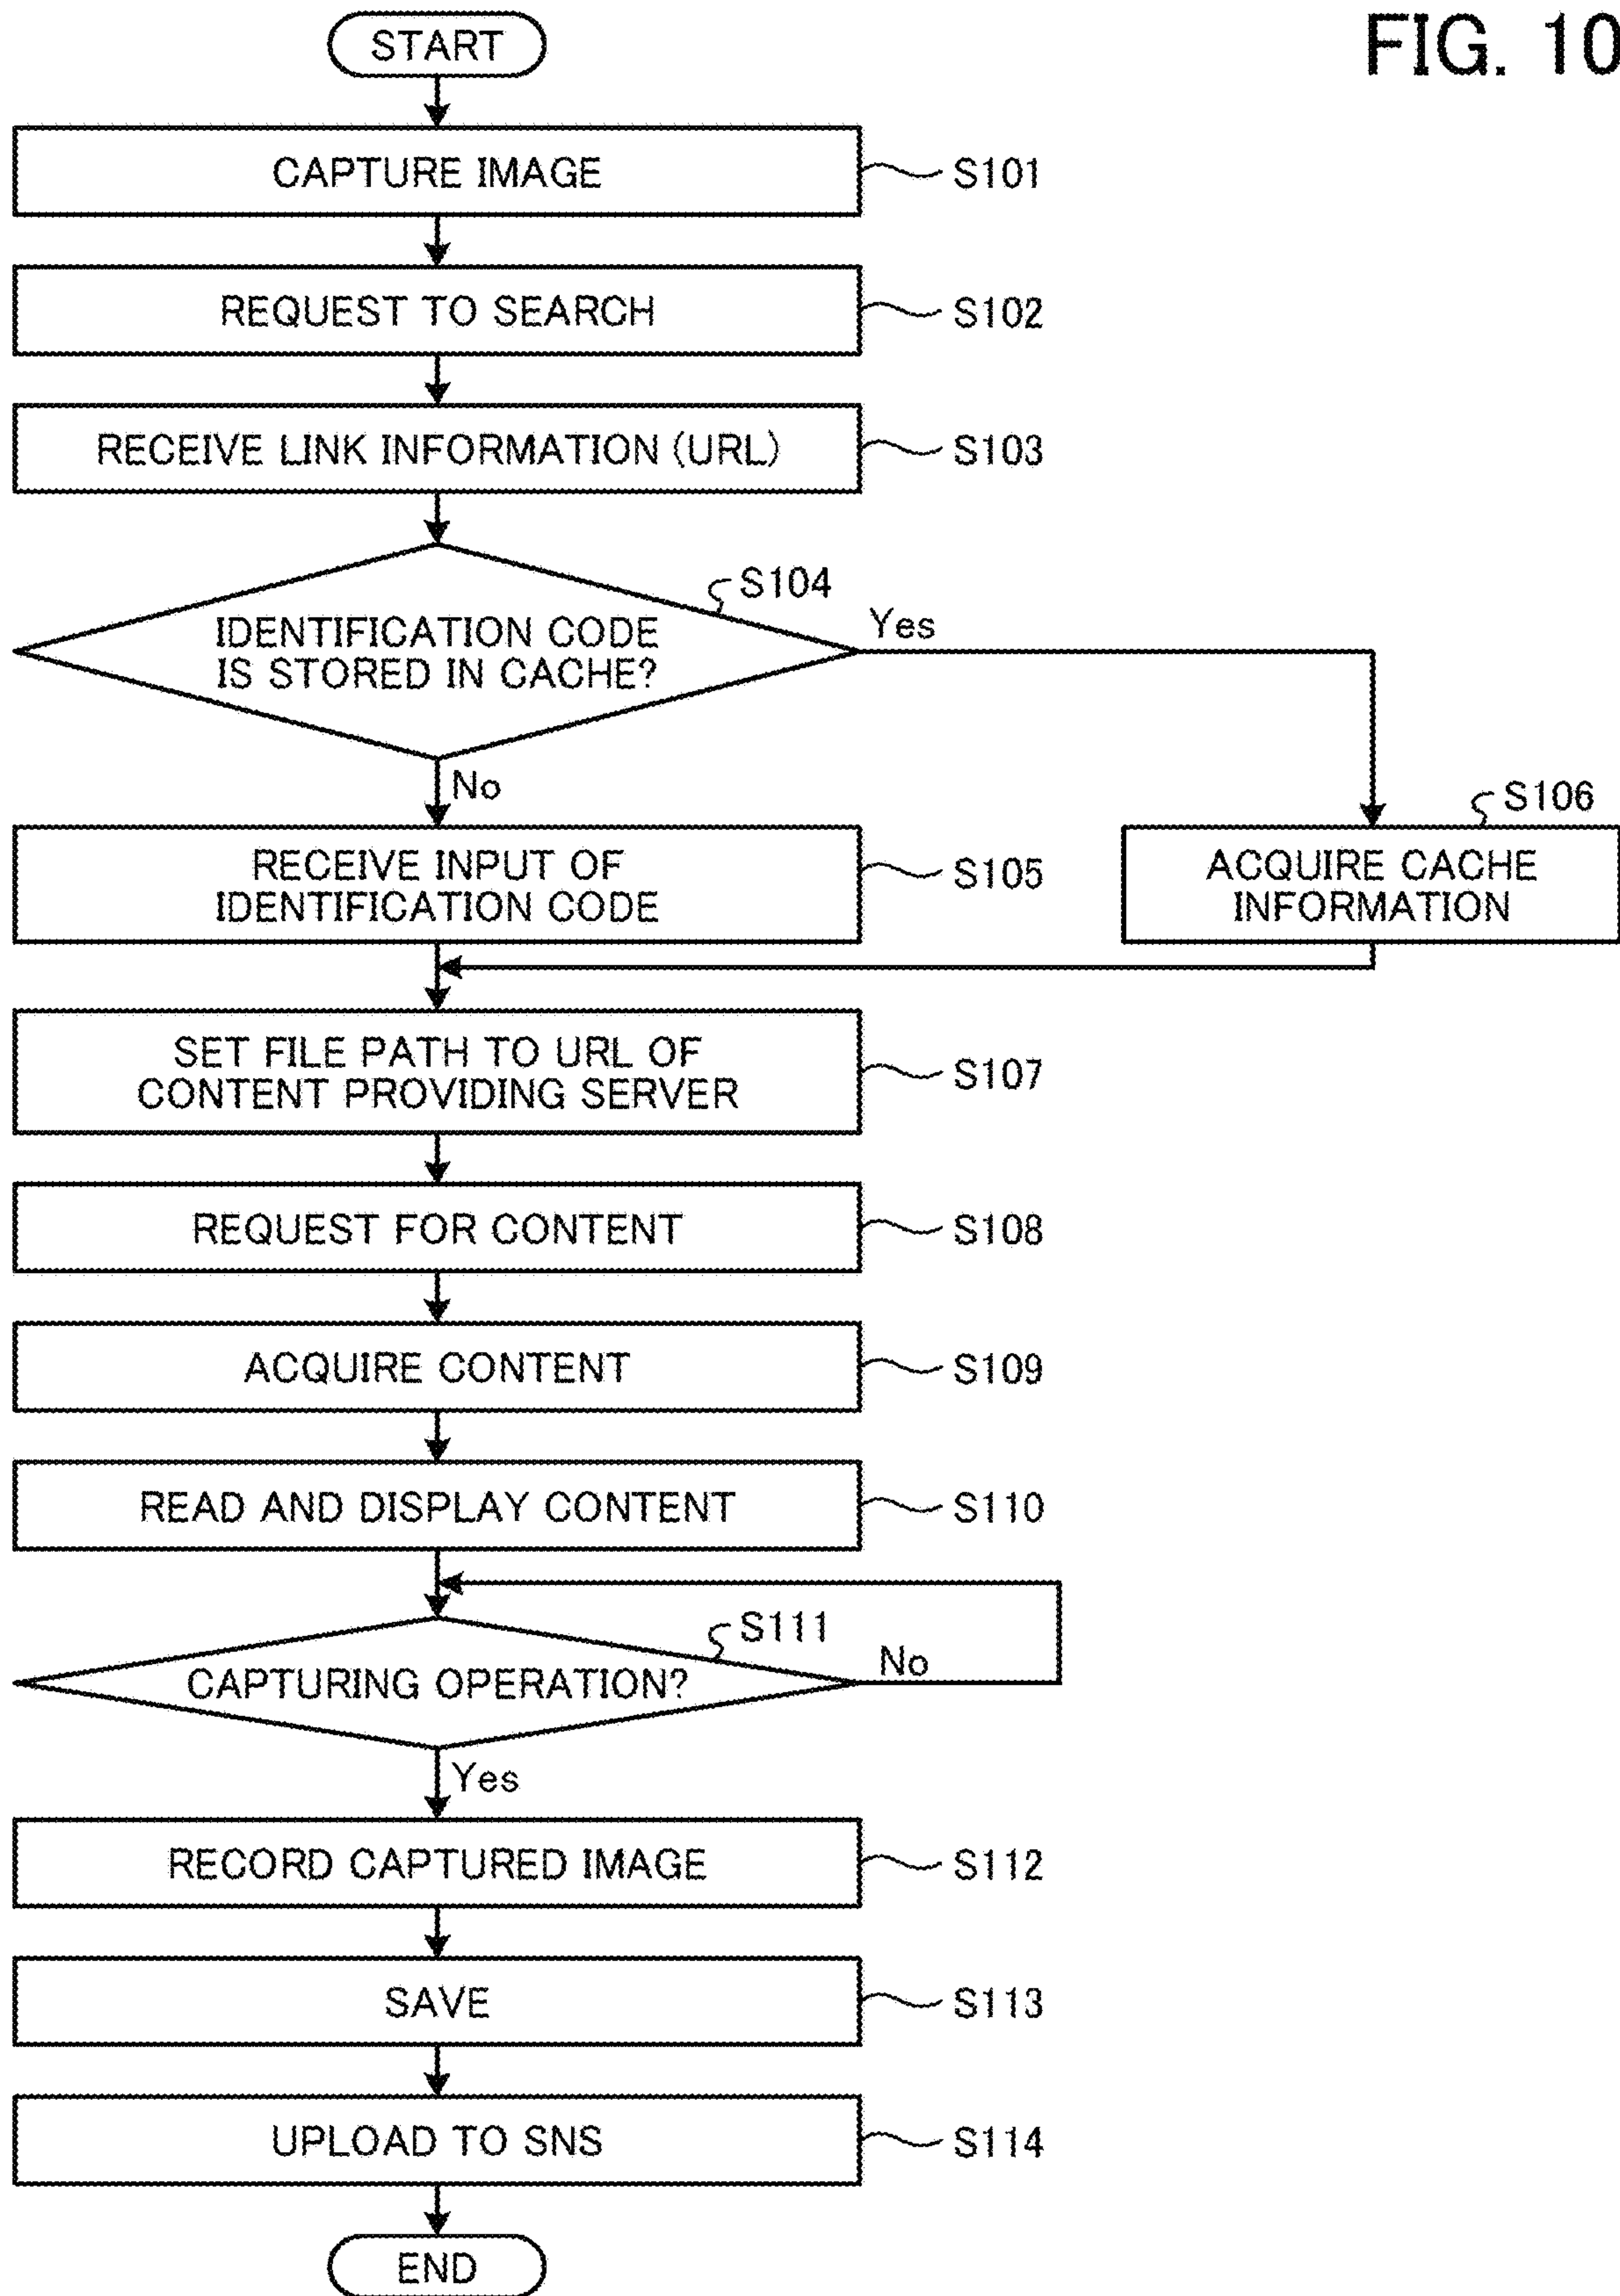 FIG. 10
START
CAPTURE IMAGE
S101
REQUEST TO SEARCH
S102
RECEIVE LINK INFORMATION (URL)
S103
S104
IDENTIFICATION CODE
IS STORED IN CACHE?
Yes
No
RECEIVE INPUT OF
IDENTIFICATION CODE
S105
S106
ACQUIRE CACHE
INFORMATION
SET FILE PATH TO URL OF
CONTENT PROVIDING SERVER
S107
REQUEST FOR CONTENT
S108
ACQUIRE CONTENT
S109
READ AND DISPLAY CONTENT
S110
S111
CAPTURING OPERATION?
No
Yes
RECORD CAPTURED IMAGE
S112
SAVE
S113
UPLOAD TO SNS
S114
END